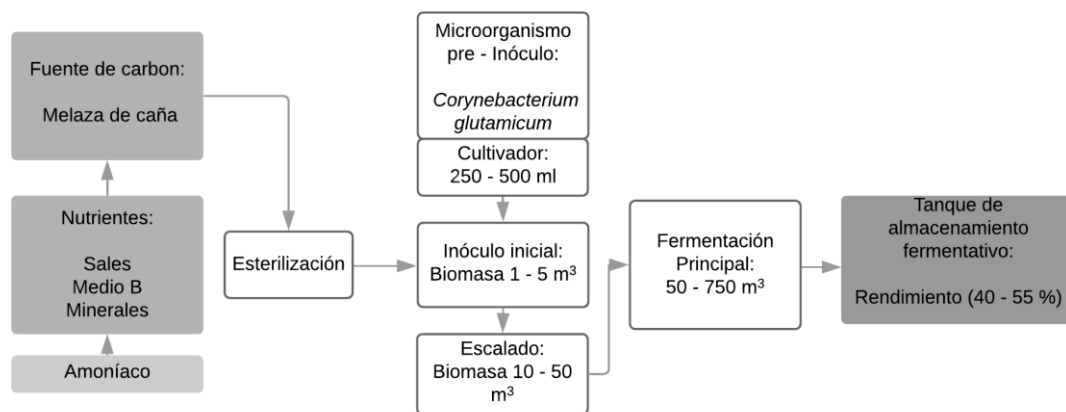 Fuente de carbon:
Melaza de caña
Nutrientes:
Sales
Medio B
Minerales
Amoníaco
Esterilización
Microorganismo
pre - Inóculo:
Corynebacterium
glutamicum
Cultivador:
250 - 500 ml
Inóculo inicial:
Biomasa 1 - 5 m³
Escalado:
Biomasa 10 - 50
m³
Fermentación
Principal:
50 - 750 m³
Tanque de
almacenamiento
fermentativo:
Rendimiento (40 - 55 %)